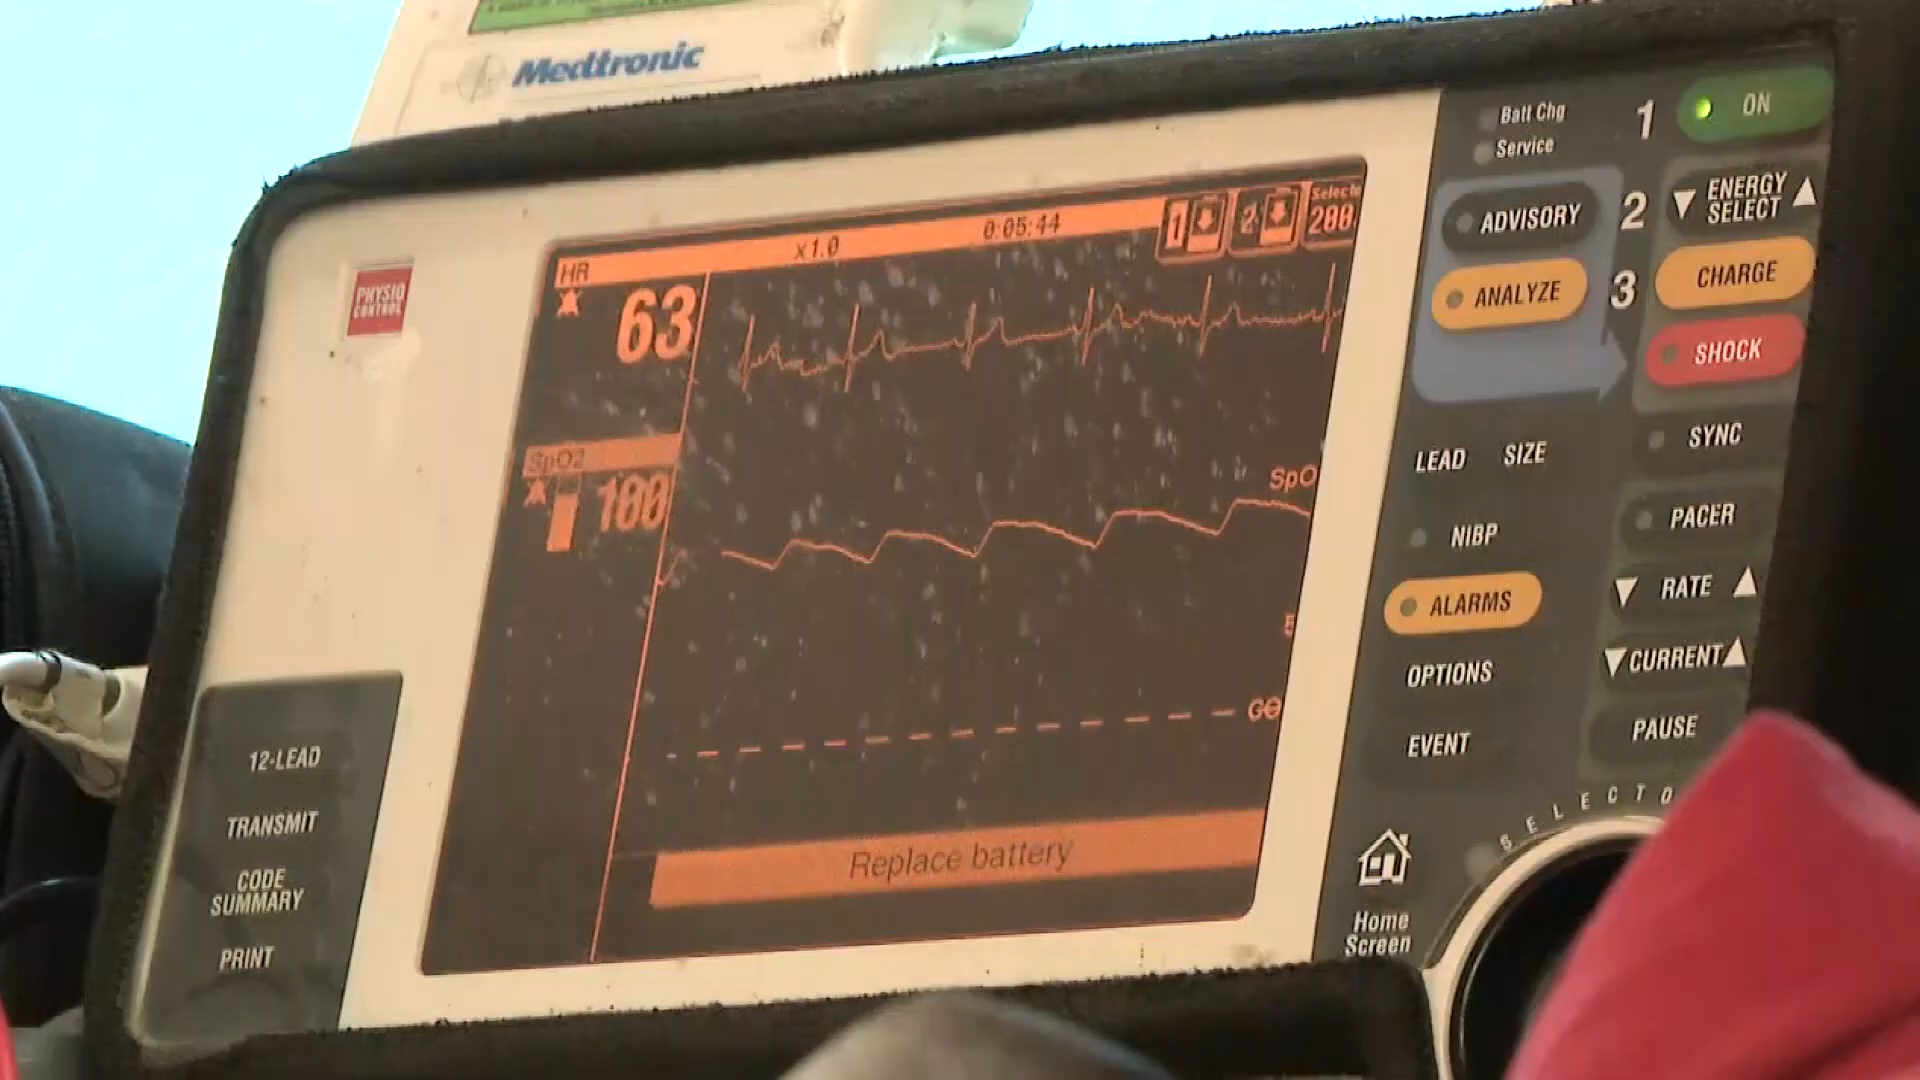 Medtronic
PHYSIO
CONTROL
HR
x1.0
0:05:44
1
2
Select
200
63
SpO2
100
SpO
CO
Replace battery
12-LEAD
TRANSMIT
CODE
SUMMARY
PRINT
Batt Chg
Service
1
ON
ADVISORY
2
ENERGY
SELECT
ANALYZE
3
CHARGE
SHOCK
LEAD
SIZE
SYNC
NIBP
PACER
ALARMS
RATE
OPTIONS
CURRENT
EVENT
PAUSE
SELECTO
Home
Screen